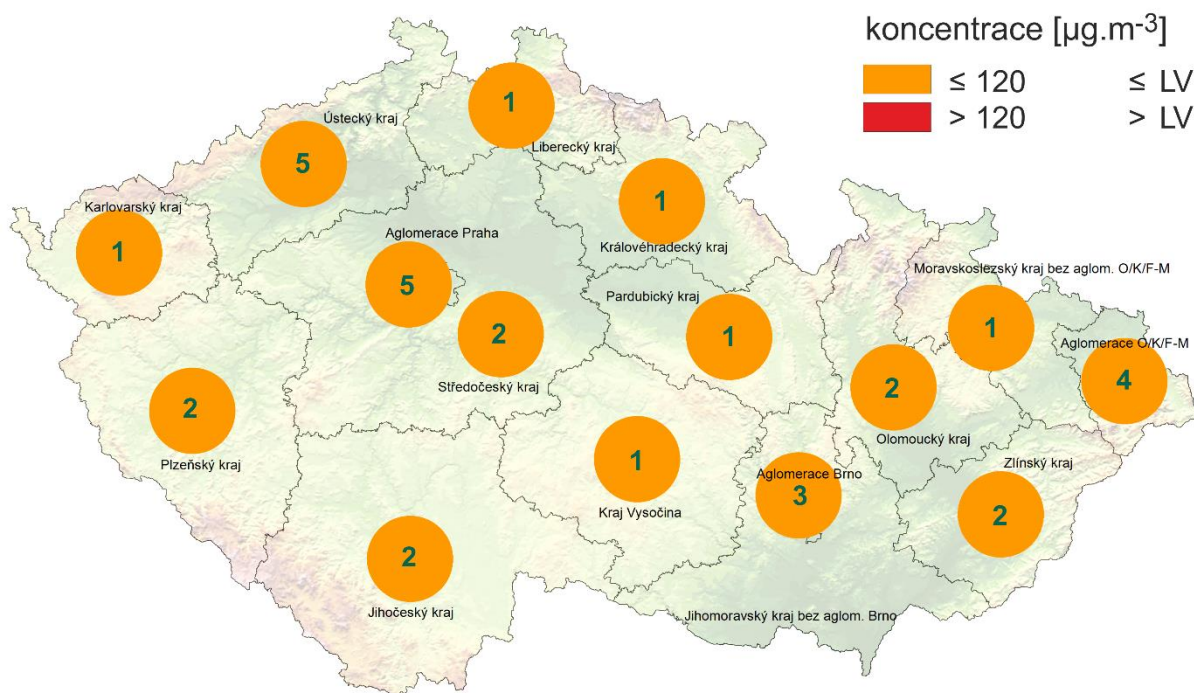 koncentrace [µg.m⁻³]
≤ 120 ≤ LV
> 120 > LV
1
Ústecký kraj
Liberecký kraj
5
1
Karlovarský kraj
Aglomerace Praha
Královéhradecký kraj
1
Moravskoslezský kraj bez aglom. O/K/F-M
5
Pardubický kraj
2
1
1
Aglomerace O/K/F-M
Středočeský kraj
2
4
2
Olomoucký kraj
Plzeňský kraj
1
Aglomerace Brno
Zlínský kraj
3
Kraj Vysočina
2
2
Jihočeský kraj
Jihomoravský kraj bez aglom. Brno